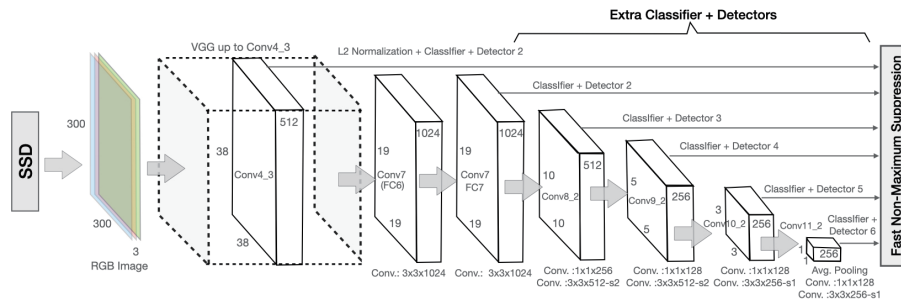 Extra Classifier + Detectors
VGG up to Conv4_3
L2 Normalization + Classifier + Detector 2
Classifier + Detector 2
Classifier + Detector 3
Classifier + Detector 4
Classifier + Detector 5
Classifier +
Detector 6
Fast Non-Maximum Suppression
SSD
300
300
3
RGB Image
38
38
512
Conv4_3
1024
19
Conv7
(FC6)
19
Conv.: 3x3x1024
1024
19
Conv7
FC7
19
Conv.: 3x3x1024
512
10
Conv8_2
10
Conv. :1x1x256
Conv. :3x3x512-s2
5
256
Conv9_2
5
Conv. :1x1x128
Conv. :3x3x512-s2
3
256
Conv10_2
3
Conv. :1x1x128
Conv. :3x3x256-s1
Conv11_2
1
256
1
Avg. Pooling
Conv. :1x1x128
Conv. :3x3x256-s1